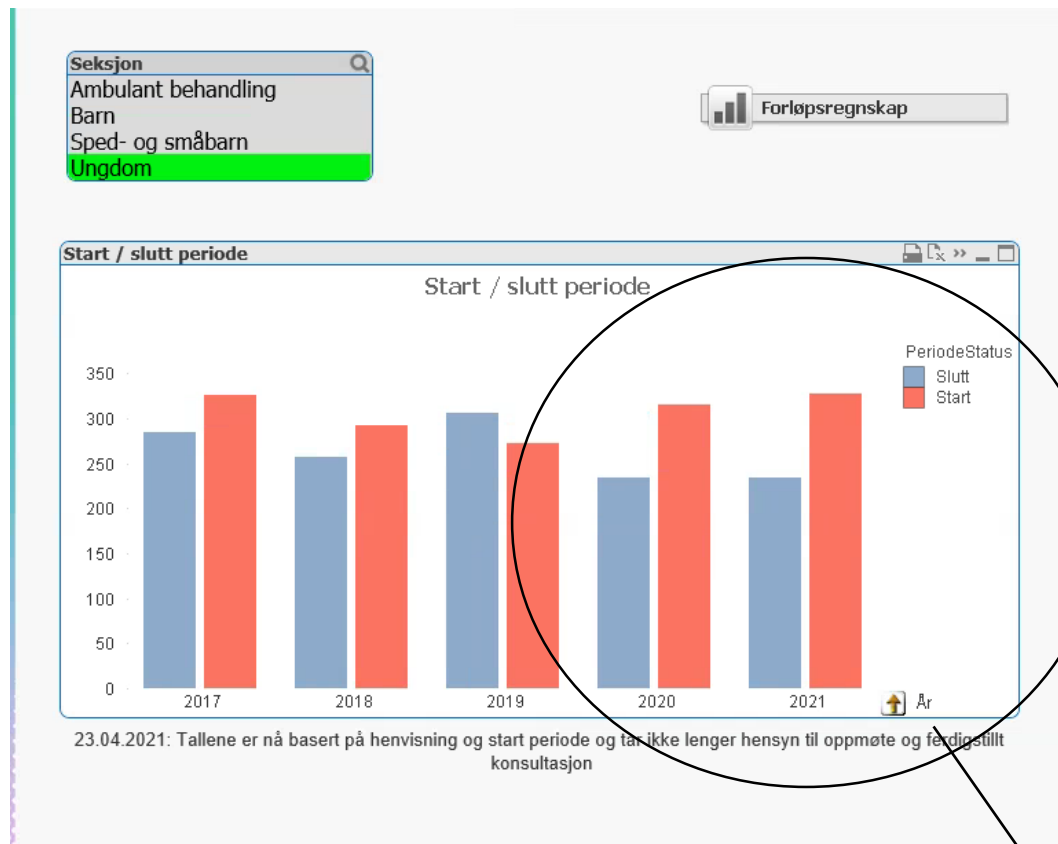 Seksjon
Ambulant behandling
Barn
Sped- og småbarn
Ungdom
Forløpsregnskap
Start / slutt periode
Start / slutt periode
PeriodeStatus
Slutt
Start
350
300
250
200
150
100
50
0
2017 2018 2019 2020 2021
År
23.04.2021: Tallene er nå basert på henvisning og start periode og tar ikke lenger hensyn til oppmøte og ferdigstillt
konsultasjon